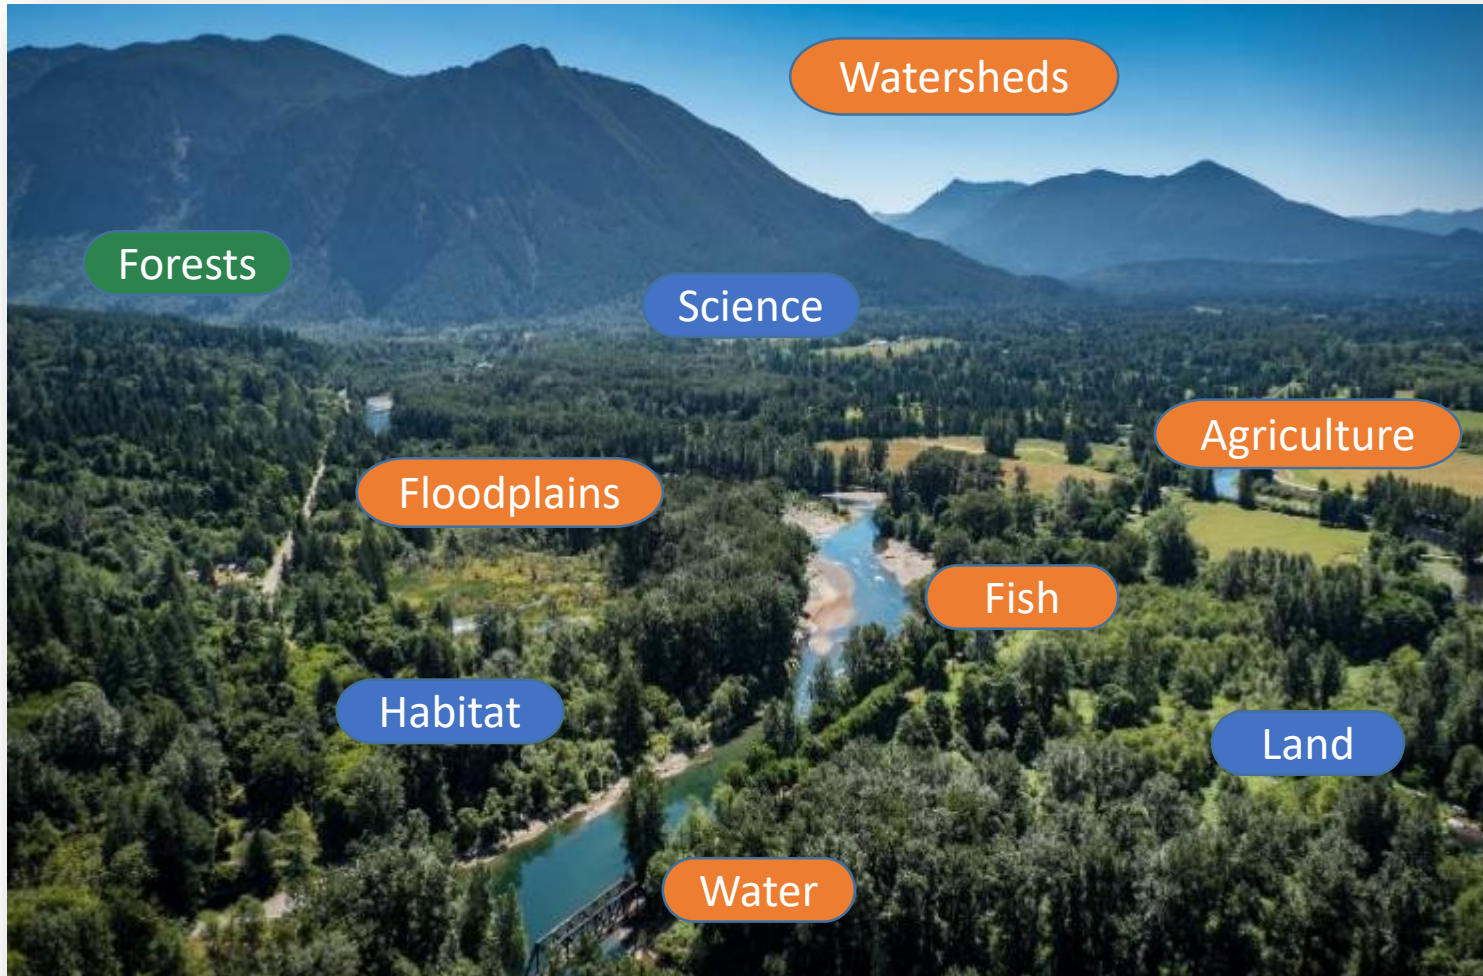 Watersheds
Forests
Science
Agriculture
Floodplains
Fish
Habitat
Land
Water